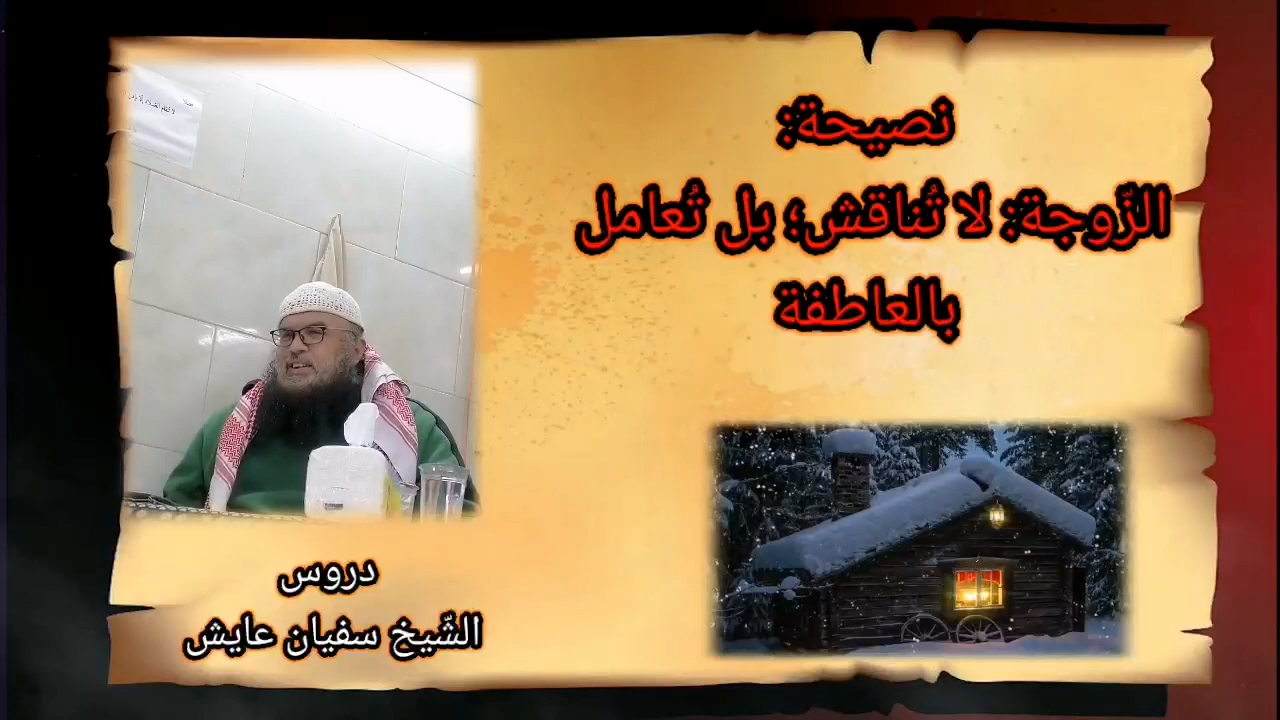 نصيحة:
الزّوجة: لا تُناقش؛ بل تُعامل
بالعاطفة
دروس
الشّيخ سفيان عايش